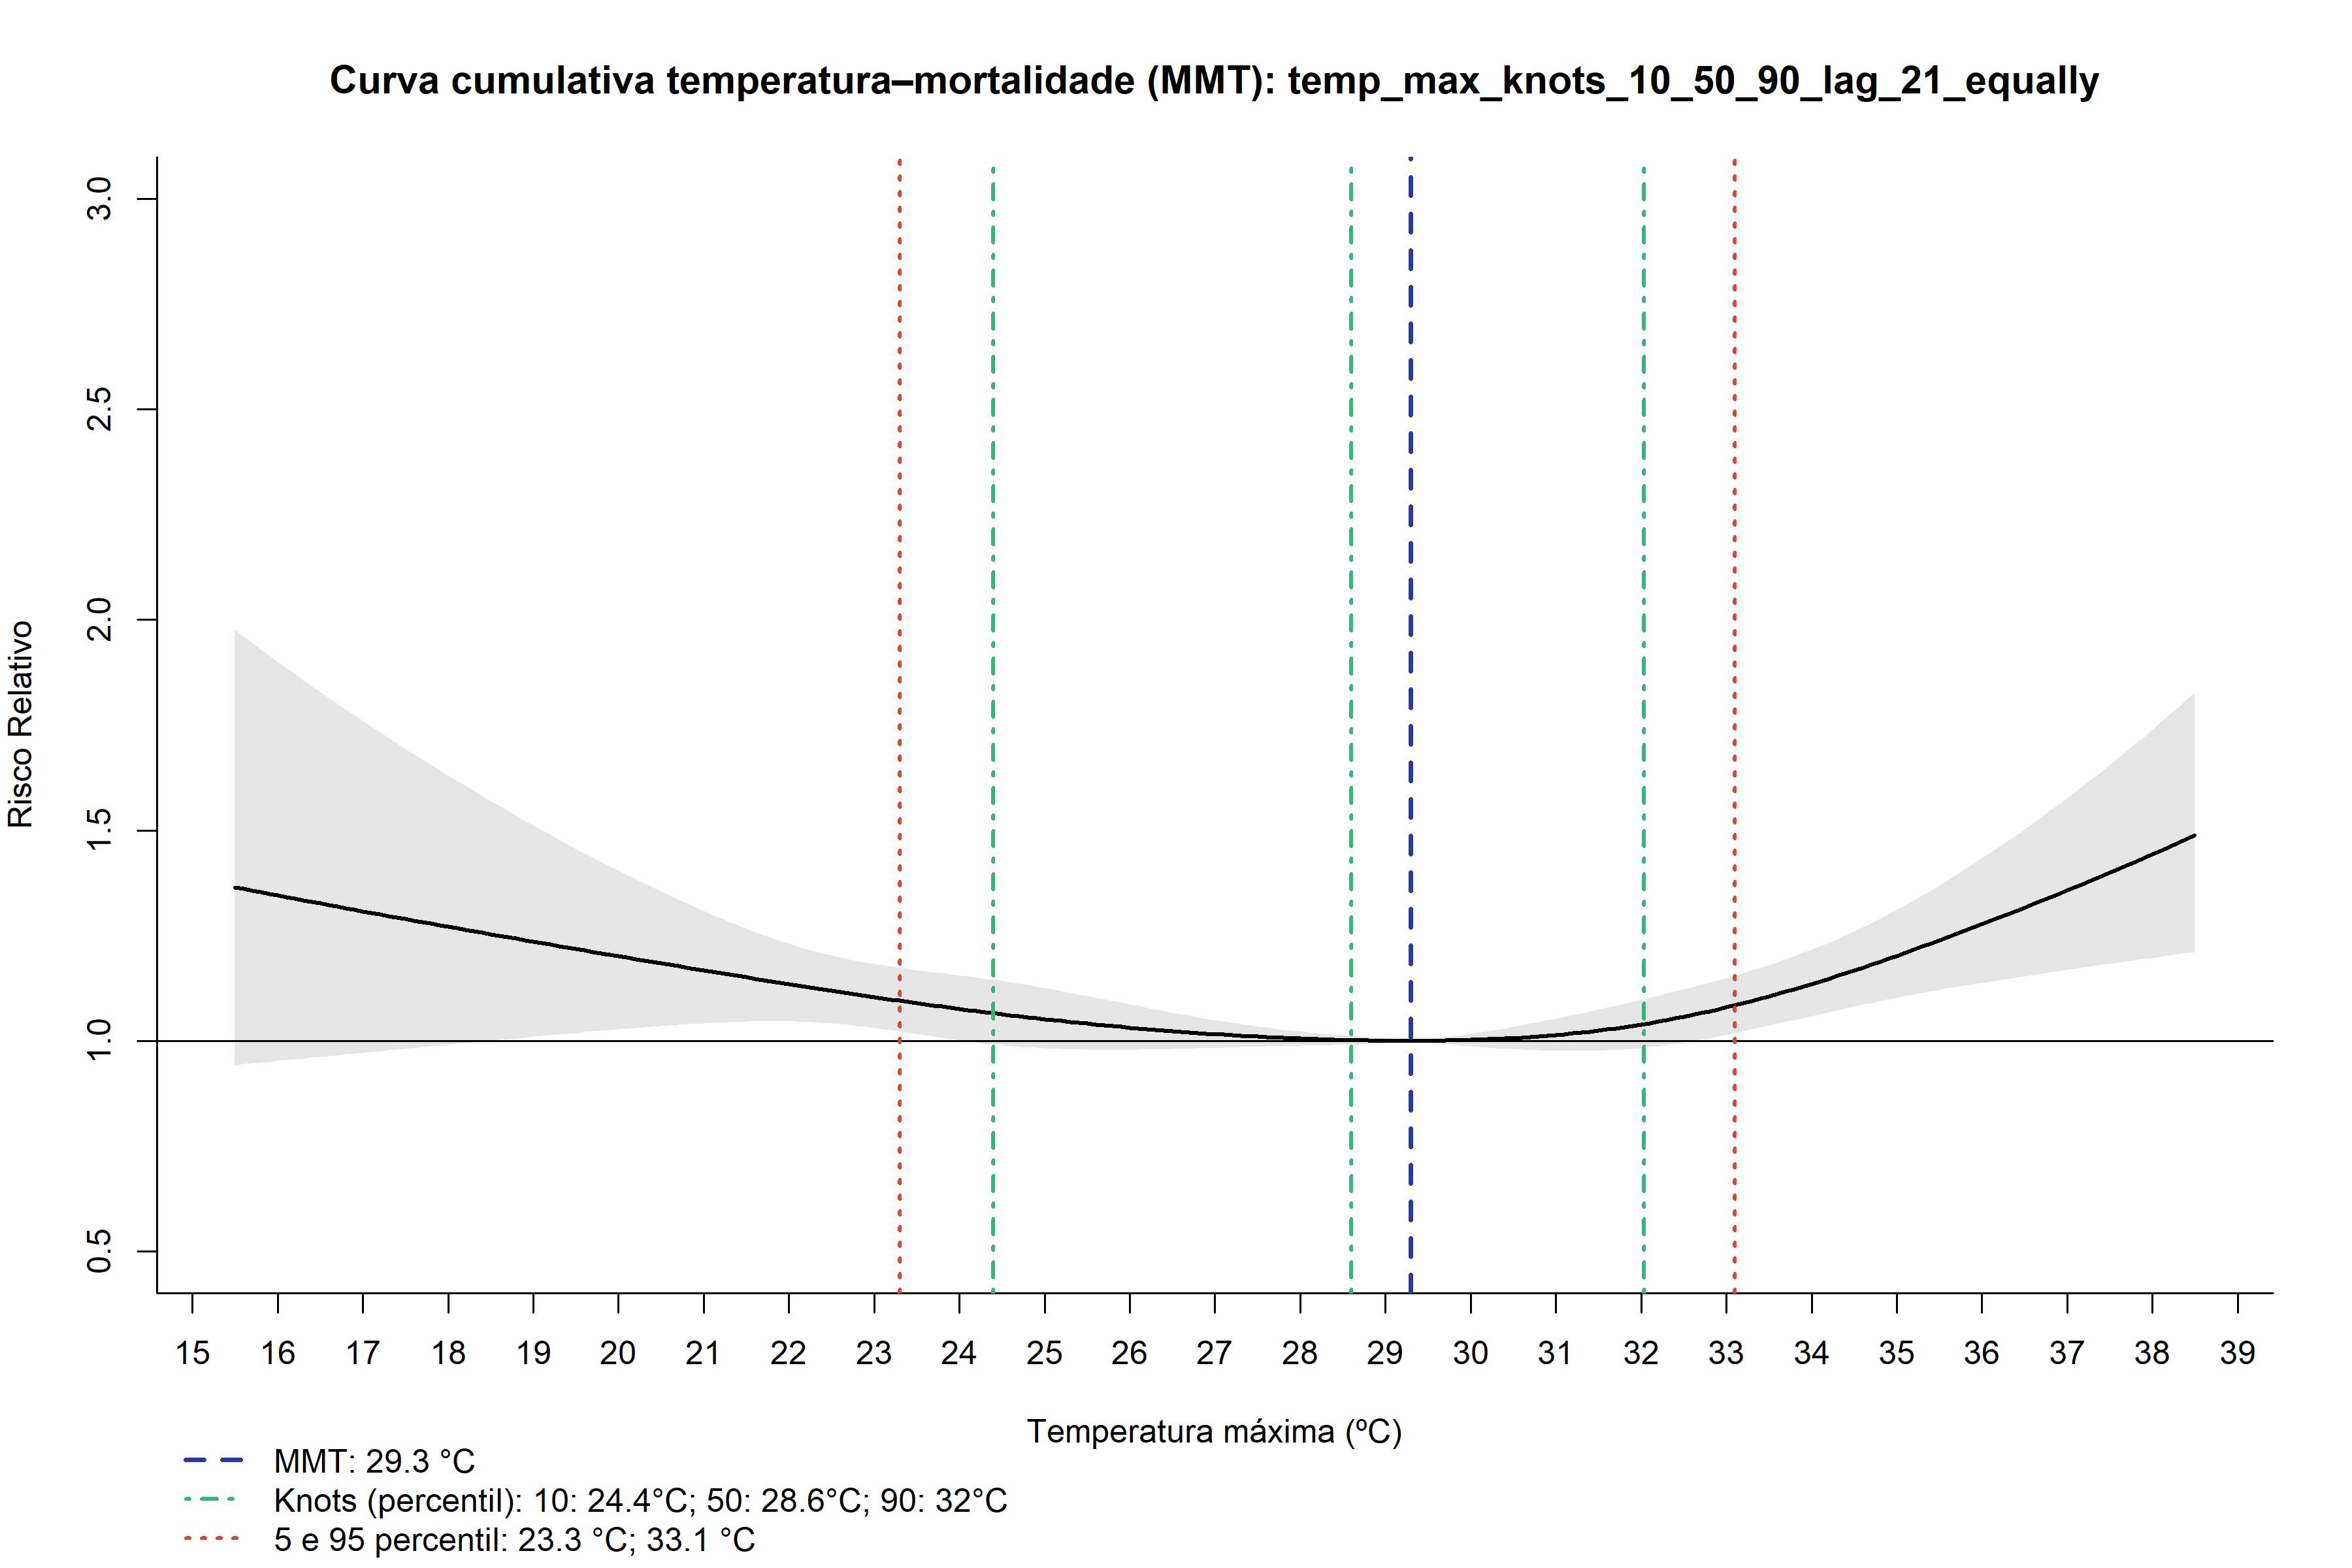 Curva cumulativa temperatura–mortalidade (MMT): temp_max_knots_10_50_90_lag_21_equally
3.0
2.5
2.0
1.5
1.0
0.5
Risco Relativo
15 16 17 18 19 20 21 22 23 24 25 26 27 28 29 30 31 32 33 34 35 36 37 38 39
Temperatura máxima (ºC)
MMT: 29.3 °C
Knots (percentil): 10: 24.4°C; 50: 28.6°C; 90: 32°C
5 e 95 percentil: 23.3 °C; 33.1 °C